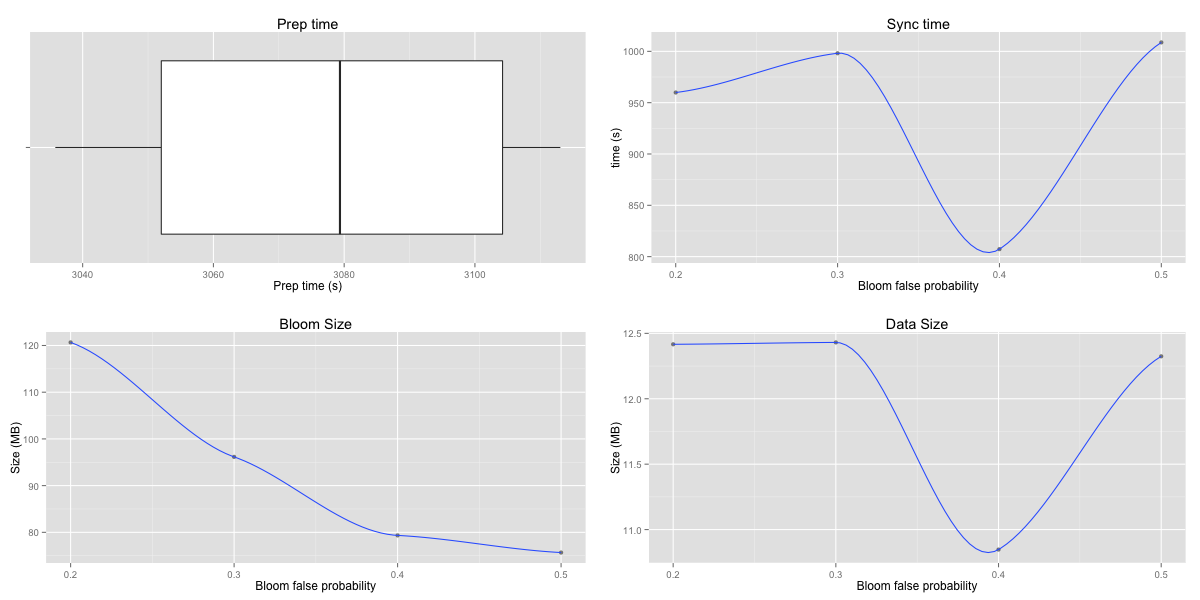 Prep time
3040
3060
3080
3100
Prep time (s)
Sync time
time (s)
1000
950
900
850
800
0.2
0.3
0.4
0.5
Bloom false probability
Bloom Size
Size (MB)
120
110
100
90
80
0.2
0.3
0.4
0.5
Bloom false probability
Data Size
Size (MB)
12.5
12.0
11.5
11.0
0.2
0.3
0.4
0.5
Bloom false probability